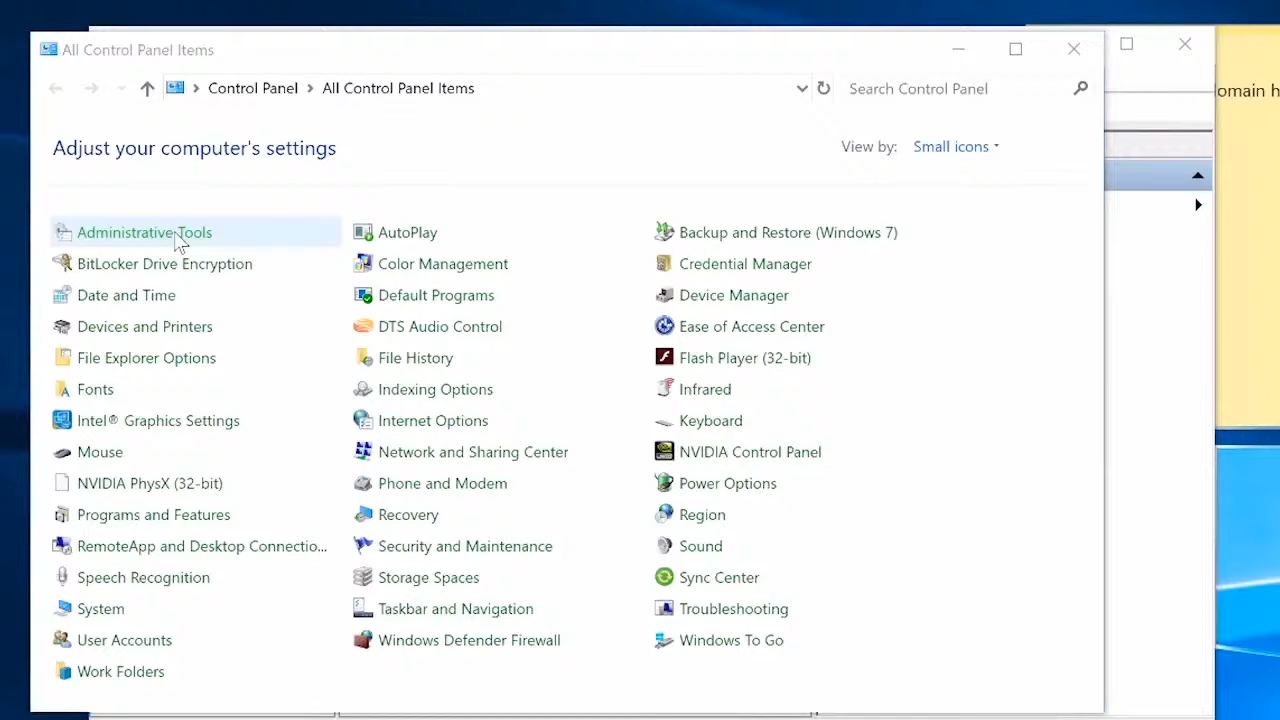 All Control Panel Items
Control Panel > All Control Panel Items
Search Control Panel
omain h
Adjust your computer's settings
View by: Small icons
Administrative Tools
AutoPlay
Backup and Restore (Windows 7)
BitLocker Drive Encryption
Color Management
Credential Manager
Date and Time
Default Programs
Device Manager
Devices and Printers
DTS Audio Control
Ease of Access Center
File Explorer Options
File History
Flash Player (32-bit)
Fonts
Indexing Options
Infrared
Intel® Graphics Settings
Internet Options
Keyboard
Mouse
Network and Sharing Center
NVIDIA Control Panel
NVIDIA PhysX (32-bit)
Phone and Modem
Power Options
Programs and Features
Recovery
Region
RemoteApp and Desktop Connectio...
Security and Maintenance
Sound
Speech Recognition
Storage Spaces
Sync Center
System
Taskbar and Navigation
Troubleshooting
User Accounts
Windows Defender Firewall
Windows To Go
Work Folders